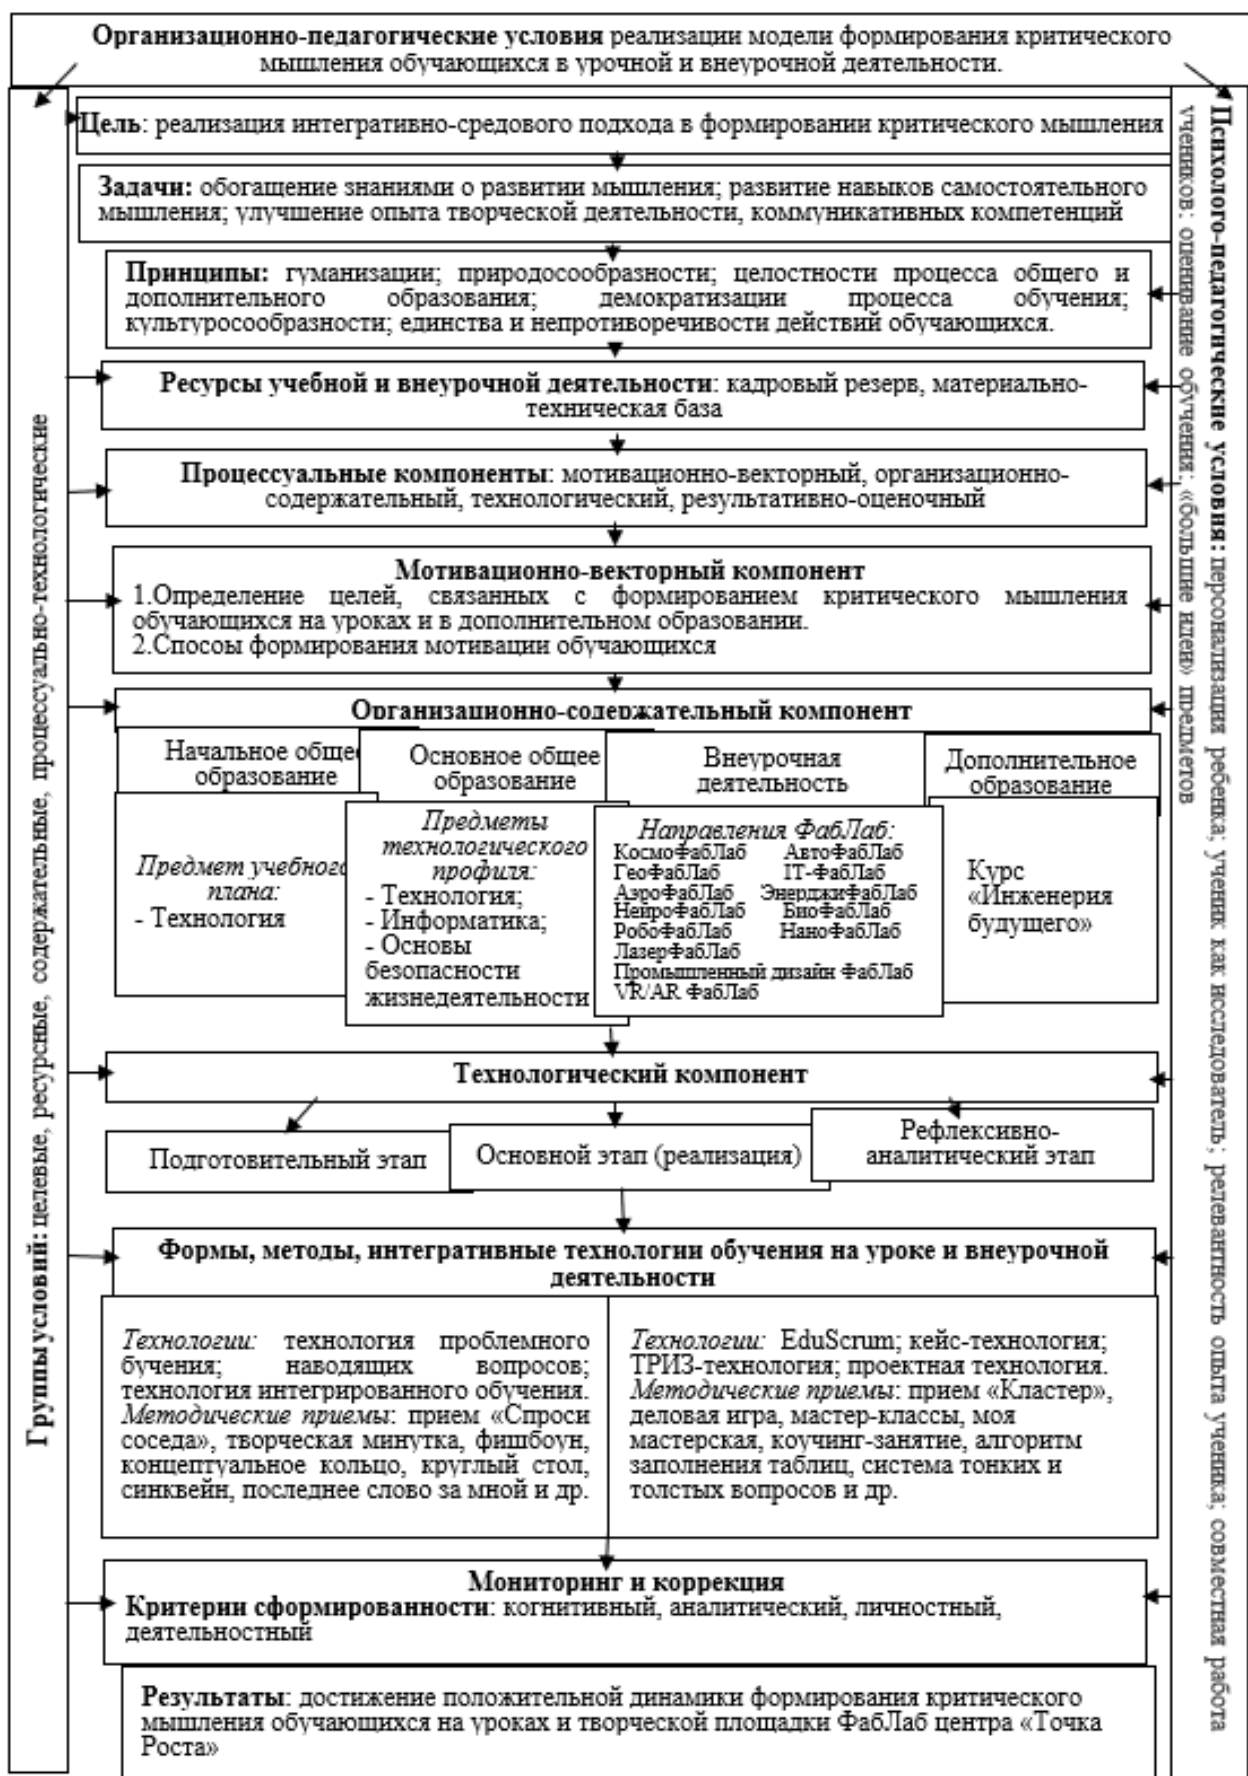 Организационно-педагогические условия реализации модели формирования критического
мышления обучающихся в урочной и внеурочной деятельности.
Группы условий: целевые, ресурсные, содержательные, процессуально-технологические
Цель: реализация интегративно-средового подхода в формировании критического мышления
Задачи: обогащение знаниями о развитии мышления; развитие навыков самостоятельного
мышления; улучшение опыта творческой деятельности, коммуникативных компетенций
Принципы: гуманизации; природосообразности; целостности процесса общего и
дополнительного образования; демократизации процесса обучения;
культуросообразности; единства и непротиворечивости действий обучающихся.
Ресурсы учебной и внеурочной деятельности: кадровый резерв, материально-
техническая база
Процессуальные компоненты: мотивационно-векторный, организационно-
содержательный, технологический, результативно-оценочный
Мотивационно-векторный компонент
1.Определение целей, связанных с формированием критического мышления
обучающихся на уроках и в дополнительном образовании.
2.Спосоы формирования мотивации обучающихся
Организационно-содержательный компонент
Начальное общее
образование
Предмет учебного
плана:
- Технология
Основное общее
образование
Предметы
технологического
профиля:
- Технология;
- Информатика;
- Основы
безопасности
жизнедеятельности
Внеурочная
деятельность
Направления ФабЛаб:
КосмоФабЛаб АвтоФабЛаб
ГеоФабЛаб IT-ФабЛаб
АэроФабЛаб ЭнерджиФабЛаб
НейроФабЛаб БиоФабЛаб
РобоФабЛаб НаноФабЛаб
ЛазерФабЛаб
Промышленный дизайн ФабЛаб
VR/AR ФабЛаб
Дополнительное
образование
Курс
«Инженерия
будущего»
Технологический компонент
Подготовительный этап
Основной этап (реализация)
Рефлексивно-
аналитический этап
Формы, методы, интегративные технологии обучения на уроке и внеурочной
деятельности
Технологии: технология проблемного
бучения; наводящих вопросов;
технология интегрированного обучения.
Методические приемы: прием «Спроси
соседа», творческая минутка, фишбоун,
концептуальное кольцо, круглый стол,
синквейн, последнее слово за мной и др.
Технологии: EduScrum; кейс-технология;
ТРИЗ-технология; проектная технология.
Методические приемы: прием «Кластер»,
деловая игра, мастер-классы, моя
мастерская, коучинг-занятие, алгоритм
заполнения таблиц, система тонких и
толстых вопросов и др.
Мониторинг и коррекция
Критерии сформированности: когнитивный, аналитический, личностный,
деятельностный
Результаты: достижение положительной динамики формирования критического
мышления обучающихся на уроках и творческой площадки ФабЛаб центра «Точка
Роста»
Психолого-педагогические условия: персонализация ребенка; ученик как исследователь; релевантность опыта ученика; совместная работа
учеников: оценивание обучения; «большие идеи» предметов